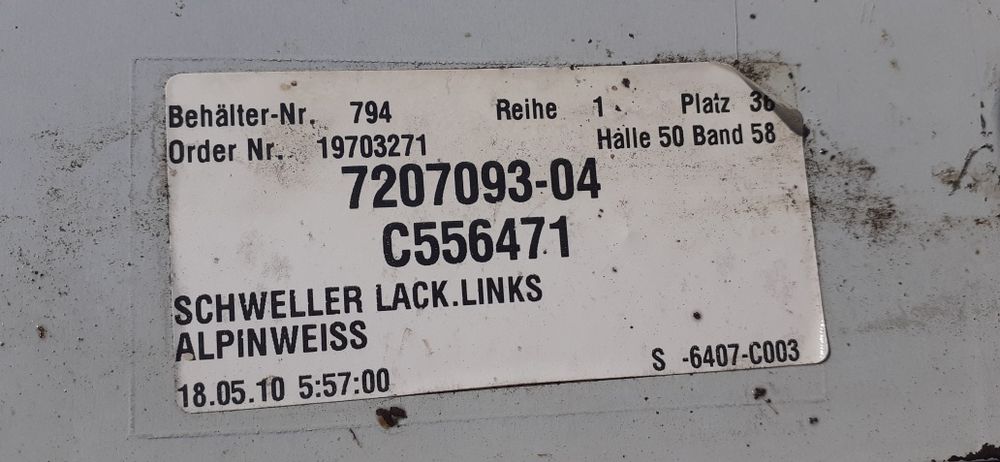 Behälter-Nr. 794 Reihe 1 Platz 36
Order Nr. 19703271 Halle 50 Band 58
7207093-04
C556471
SCHWELLER LACK.LINKS
ALPINWEISS
18.05.10 5:57:00 S -6407-C003